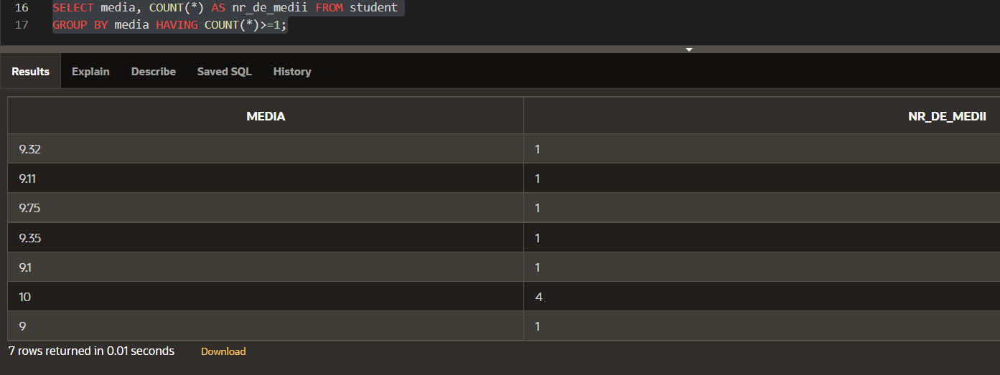 16 SELECT media, COUNT(*) AS nr_de_medii FROM student
17 GROUP BY media HAVING COUNT(*)>=1;
Results Explain Describe Saved SQL History
MEDIA NR_DE_MEDII
9.32 1
9.11 1
9.75 1
9.35 1
9.1 1
10 4
9 1
7 rows returned in 0.01 seconds Download